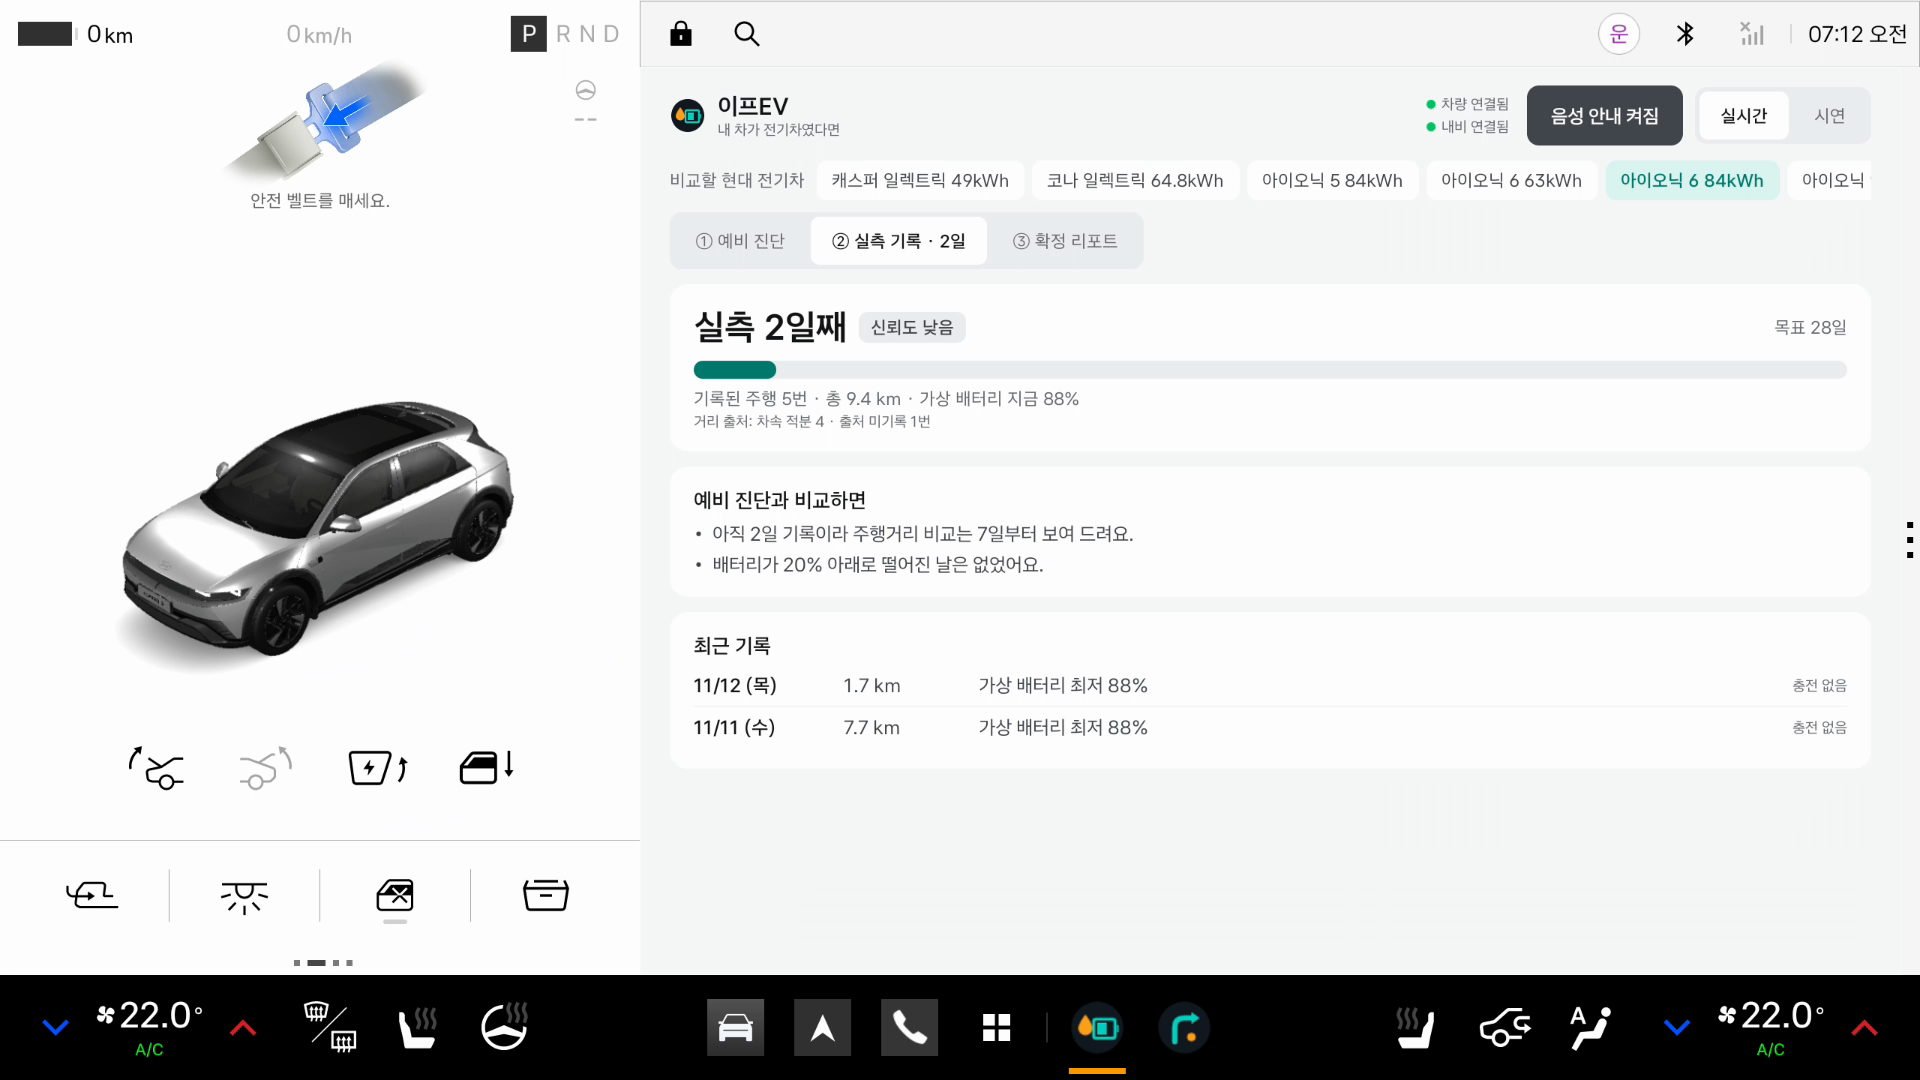 0 km
0 km/h
P R N D
안전 벨트를 매세요.
운
07:12 오전
이프EV
내 차가 전기차였다면
차량 연결됨
내비 연결됨
음성 안내 켜짐
실시간
시연
비교할 현대 전기차
캐스퍼 일렉트릭 49kWh
코나 일렉트릭 64.8kWh
아이오닉 5 84kWh
아이오닉 6 63kWh
아이오닉 6 84kWh
아이오닉
① 예비 진단
② 실측 기록 · 2일
③ 확정 리포트
실측 2일째
신뢰도 낮음
목표 28일
기록된 주행 5번 · 총 9.4 km · 가상 배터리 지금 88%
거리 출처: 차속 적분 4 · 출처 미기록 1번
예비 진단과 비교하면
• 아직 2일 기록이라 주행거리 비교는 7일부터 보여 드려요.
• 배터리가 20% 아래로 떨어진 날은 없었어요.
최근 기록
11/12 (목) 1.7 km 가상 배터리 최저 88% 충전 없음
11/11 (수) 7.7 km 가상 배터리 최저 88% 충전 없음
22.0°
A/C
A
22.0°
A/C